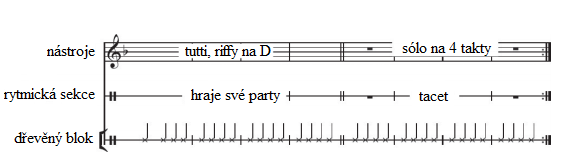 nástroje tutti, riffy na D sólo na 4 takty
rytmická sekce hraje své party tacet
dřevěný blok